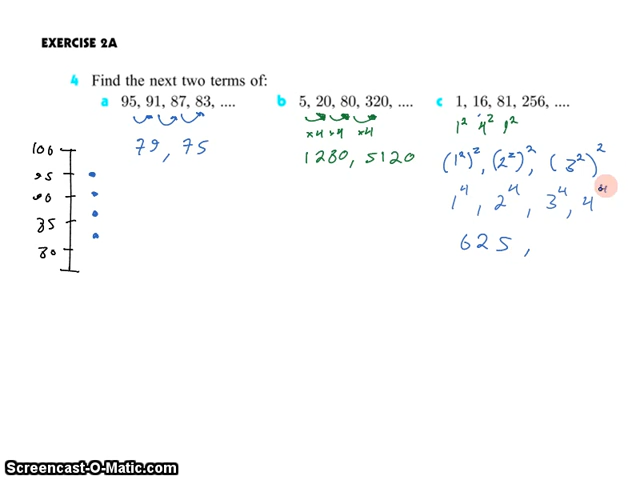 EXERCISE 2A
4 Find the next two terms of:
a 95, 91, 87, 83, ....
b 5, 20, 80, 320, ....
c 1, 16, 81, 256, ....
×4 ×4 ×4
1² 4² 9²
79, 75
1280, 5120
(1²)², (2²)², (3²)²
1⁴, 2⁴, 3⁴, 4⁴
625,
100
95
90
85
80
Screencast-O-Matic.com